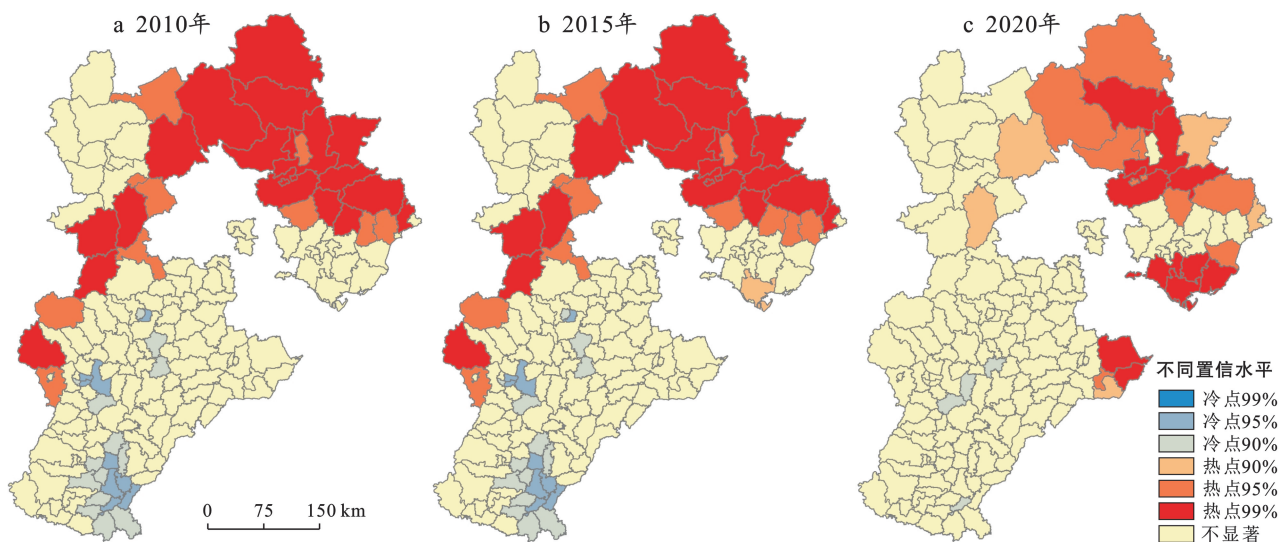 a 2010年
b 2015年
c 2020年
不同置信水平
冷点99%
冷点95%
冷点90%
热点90%
热点95%
热点99%
不显著
0 75 150 km